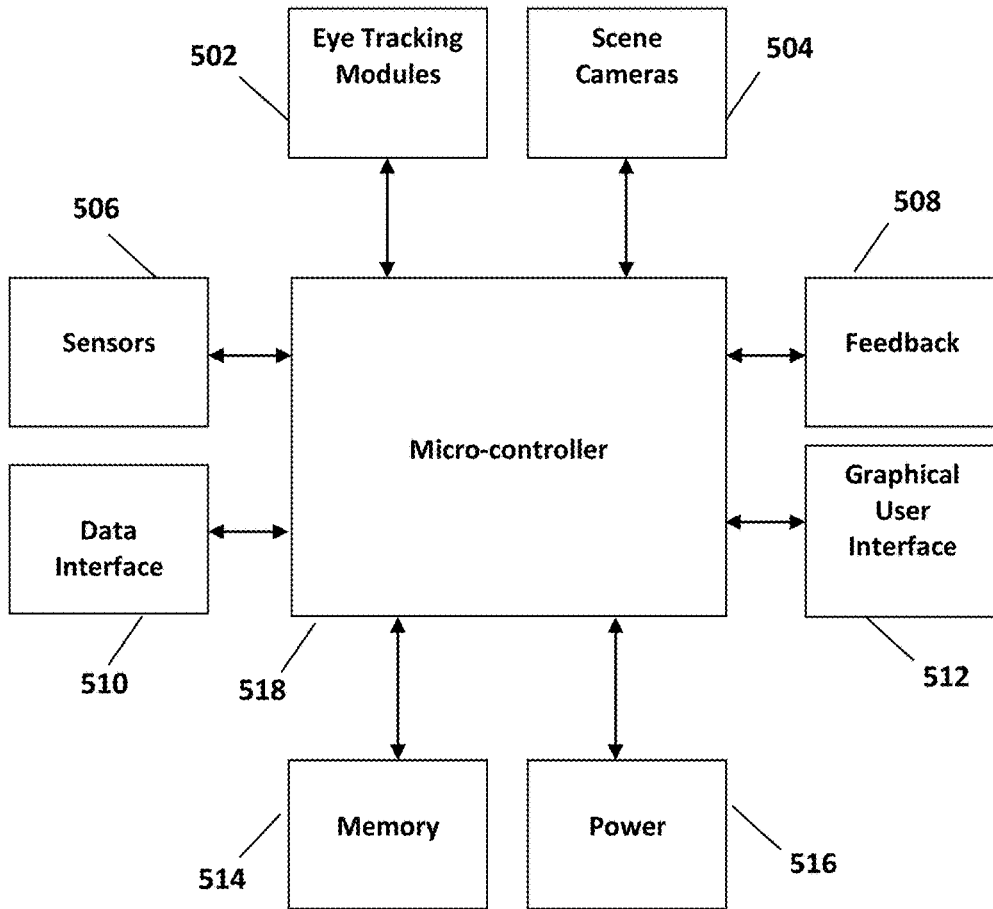 502
Eye Tracking
Modules
Scene
Cameras
504
506
508
Sensors
Feedback
Micro-controller
Data
Interface
Graphical
User
Interface
510
518
512
Memory
Power
514
516